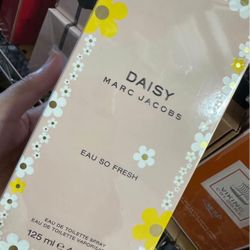 DAISY
MARC JACOBS
EAU SO FRESH
EAU DE TOILETTE SPRAY
EAU DE TOILETTE VAPORISATEUR
125 ml e